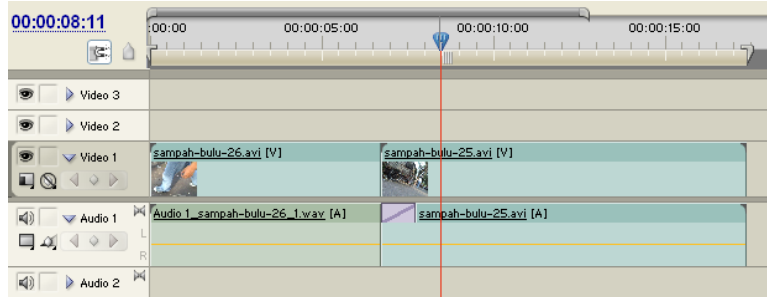 00:00:08:11
:00:00 00:00:05:00 00:00:10:00 00:00:15:00
Video 3
Video 2
Video 1
sampah-bulu-26.avi [V] sampah-bulu-25.avi [V]
Audio 1
Audio 1_sampah-bulu-26_1.wav [A] sampah-bulu-25.avi [A]
L
R
Audio 2